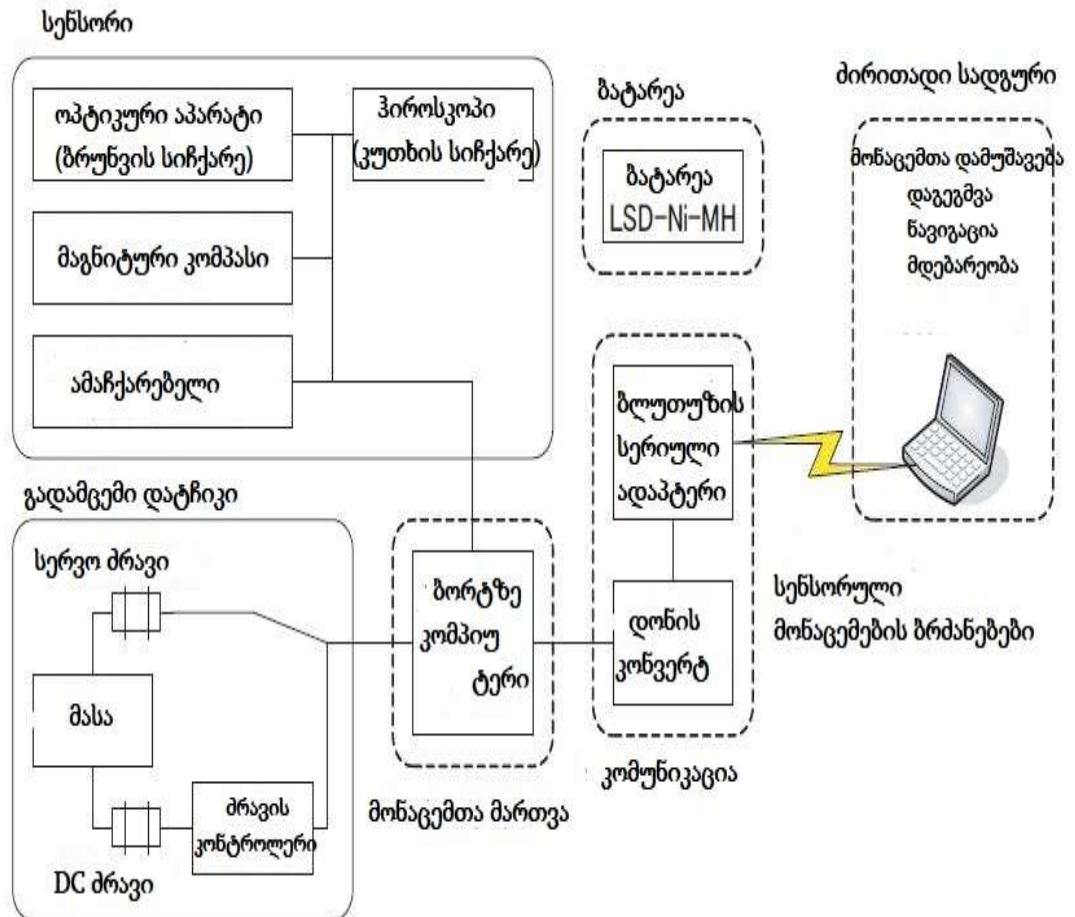 სენსორი
ოპტიკური აპარატი
(ბრუნვის სიჩქარე)
ჰიროსკოპი
(კუთხის სიჩქარე)
მაგნიტური კომპასი
ამაჩქარებელი
ბატარეა
ბატარეა
LSD-Ni-MH
ძირითადი სადგური
მონაცემთა დამუშავება
დაგეგმვა
ნავიგაცია
მდებარეობა
ბლუთუზის
სერიული
ადაპტერი
გადამცემი დატჩიკი
სერვო ძრავი
მასა
ძრავის
კონტროლერი
DC ძრავი
ბორტზე
კომპიუ
ტერი
მონაცემთა მართვა
დონის
კონვერტ
კომუნიკაცია
სენსორული
მონაცემების ბრძანებები